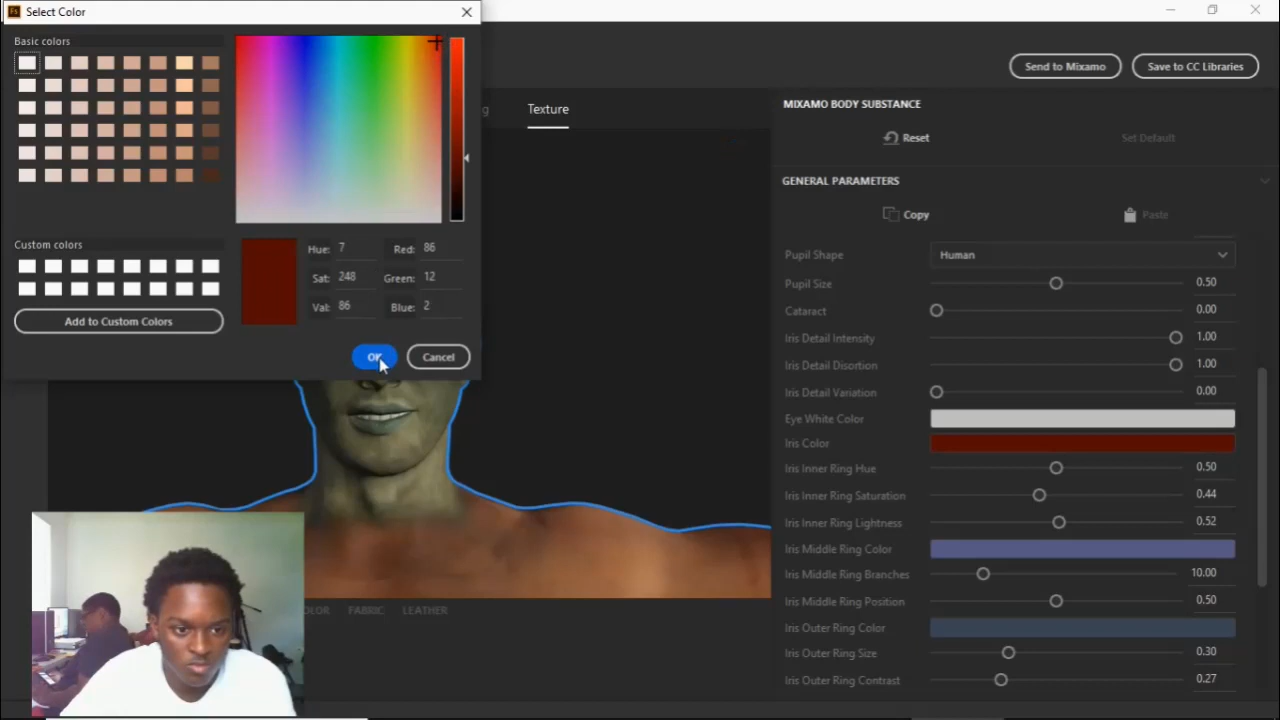 Fs Select Color
Basic colors
Custom colors
Add to Custom Colors
Hue: 7 Red: 86
Sat: 248 Green: 12
Val: 86 Blue: 2
OK Cancel
g Texture
Send to Mixamo Save to CC Libraries
MIXAMO BODY SUBSTANCE
Reset Set Default
GENERAL PARAMETERS
Copy Paste
Pupil Shape Human
Pupil Size 0.50
Cataract 0.00
Iris Detail Intensity 1.00
Iris Detail Disortion 1.00
Iris Detail Variation 0.00
Eye White Color
Iris Color
Iris Inner Ring Hue 0.50
Iris Inner Ring Saturation 0.44
Iris Inner Ring Lightness 0.52
Iris Middle Ring Color
Iris Middle Ring Branches 10.00
Iris Middle Ring Position 0.50
Iris Outer Ring Color
Iris Outer Ring Size 0.30
Iris Outer Ring Contrast 0.27
OLOR FABRIC LEATHER